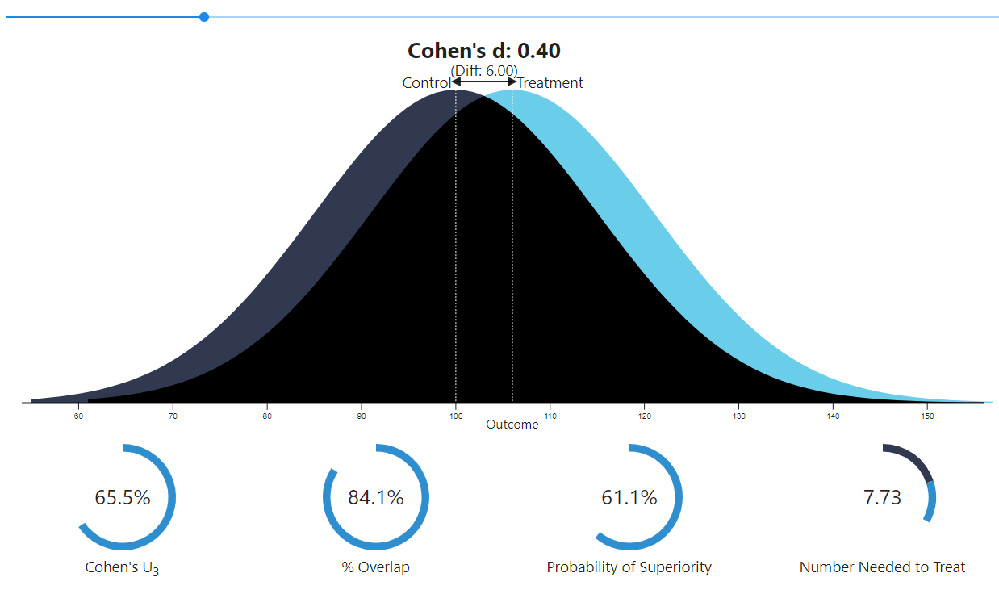 Cohen's d: 0.40
(Diff: 6.00)
Control Treatment
60 70 80 90 100 110 120 130 140 150
Outcome
65.5% 84.1% 61.1% 7.73
Cohen's U3 % Overlap Probability of Superiority Number Needed to Treat